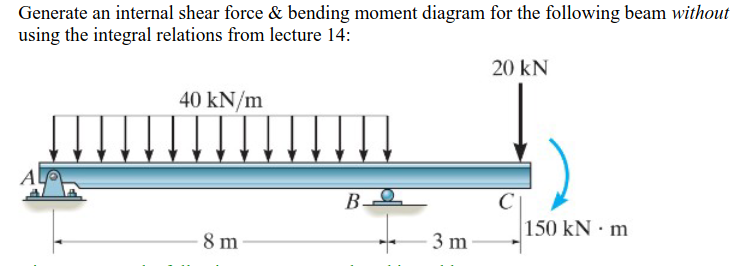 Generate an internal shear force & bending moment diagram for the following beam without
using the integral relations from lecture 14:
20 kN
40 kN/m
A
B
C
150 kN · m
8 m
3 m